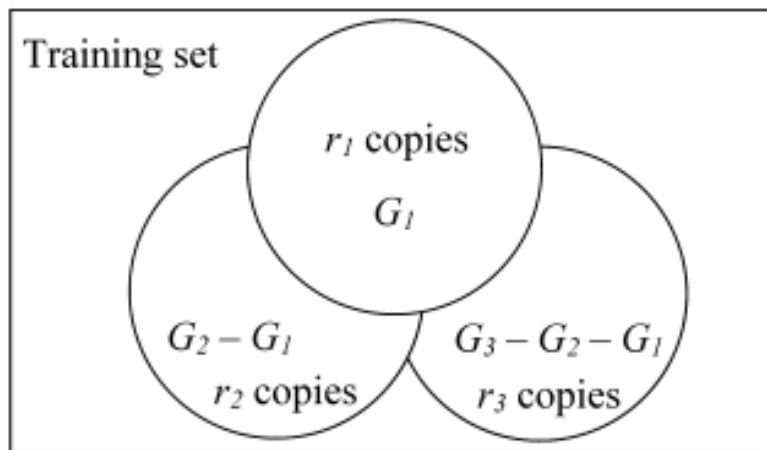 Training set
r₁ copies
G₁
G₂ – G₁
r₂ copies
G₃ – G₂ – G₁
r₃ copies